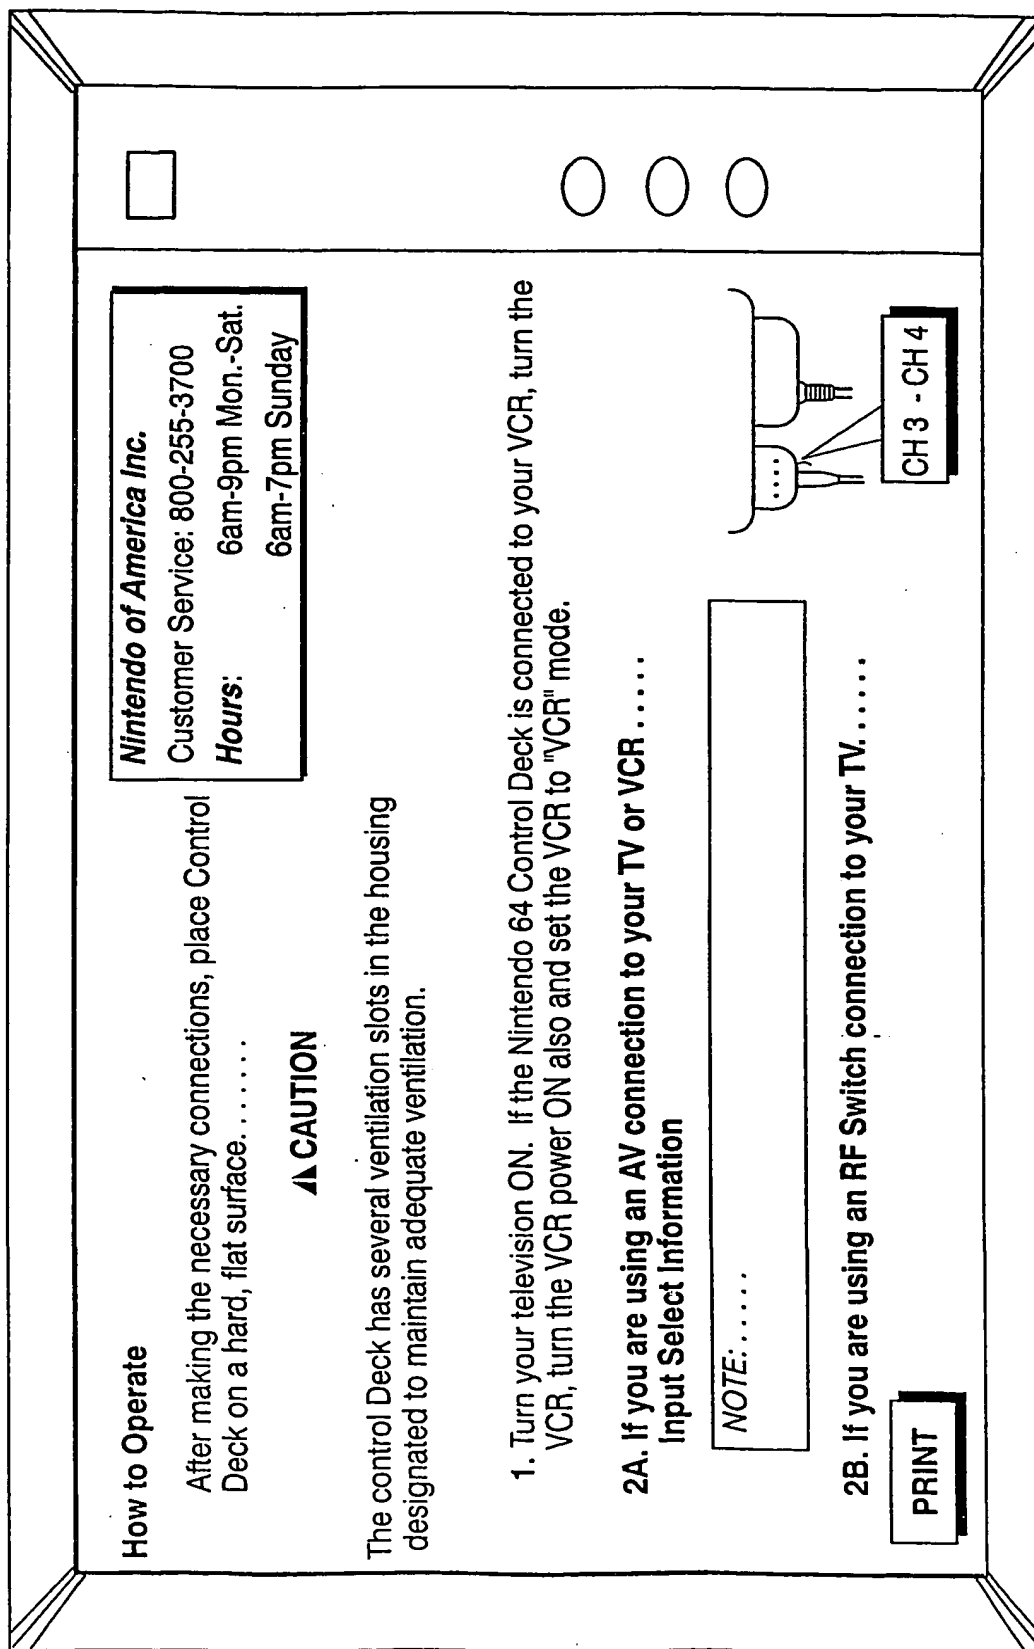 How to Operate
After making the necessary connections, place Control
Deck on a hard, flat surface......
Nintendo of America Inc.
Customer Service: 800-255-3700
Hours: 6am-9pm Mon.-Sat.
6am-7pm Sunday
CAUTION
The control Deck has several ventilation slots in the housing
designated to maintain adequate ventilation.
1. Turn your television ON. If the Nintendo 64 Control Deck is connected to your VCR, turn the
VCR, turn the VCR power ON also and set the VCR to "VCR" mode.
2A. If you are using an AV connection to your TV or VCR.....
Input Select Information
NOTE:.....
2B. If you are using an RF Switch connection to your TV......
CH 3 - CH 4
PRINT